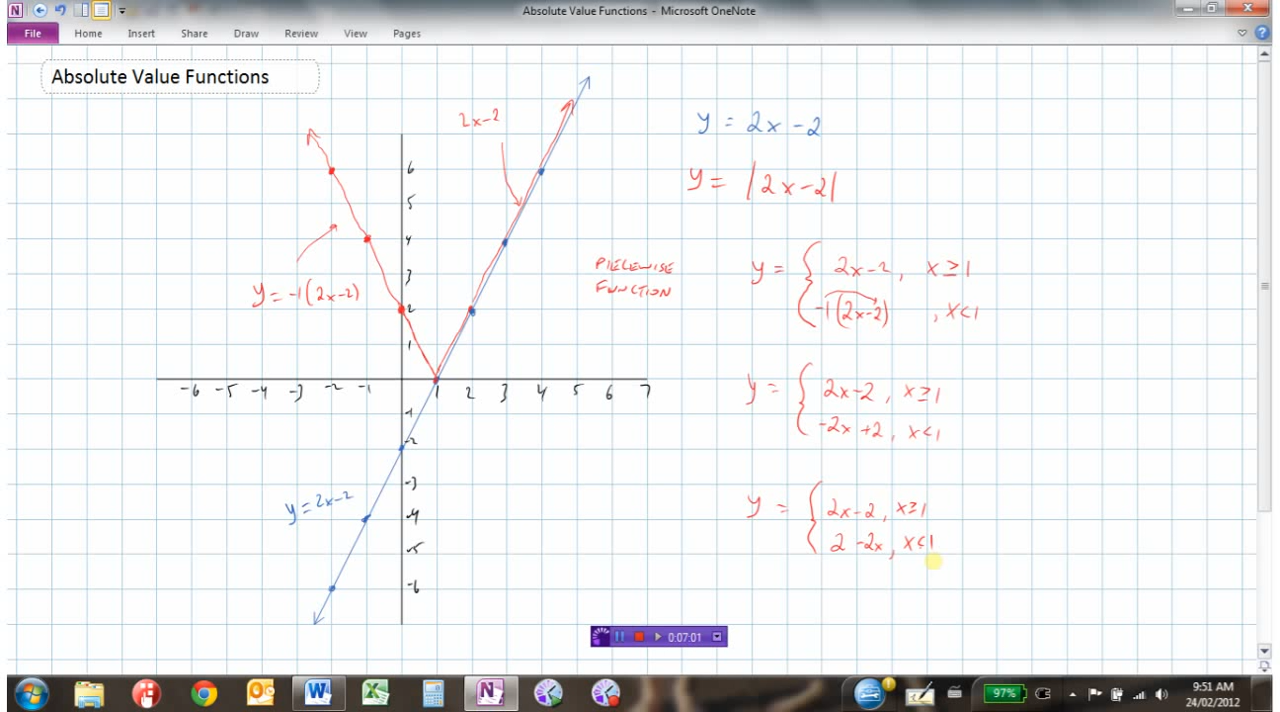 Absolute Value Functions - Microsoft OneNote
File Home Insert Share Draw Review View Pages
Absolute Value Functions
2x-2
y = 2x - 2
y = |2x-2|
6
5
4
3
2
1
y = -1(2x-2)
PIECEWISE
FUNCTION
y = { 2x-2, x ≥ 1
-1(2x-2) , x<1
-6 -5 -4 -3 -2 -1 1 2 3 4 5 6 7
y = { 2x-2, x ≥ 1
-2x +2, x<1
-1
-2
-3
-4
-5
-6
y = 2x-2
y = { 2x-2, x≥1
2 -2x, x<1
0:07:01
97%
9:51 AM
24/02/2012